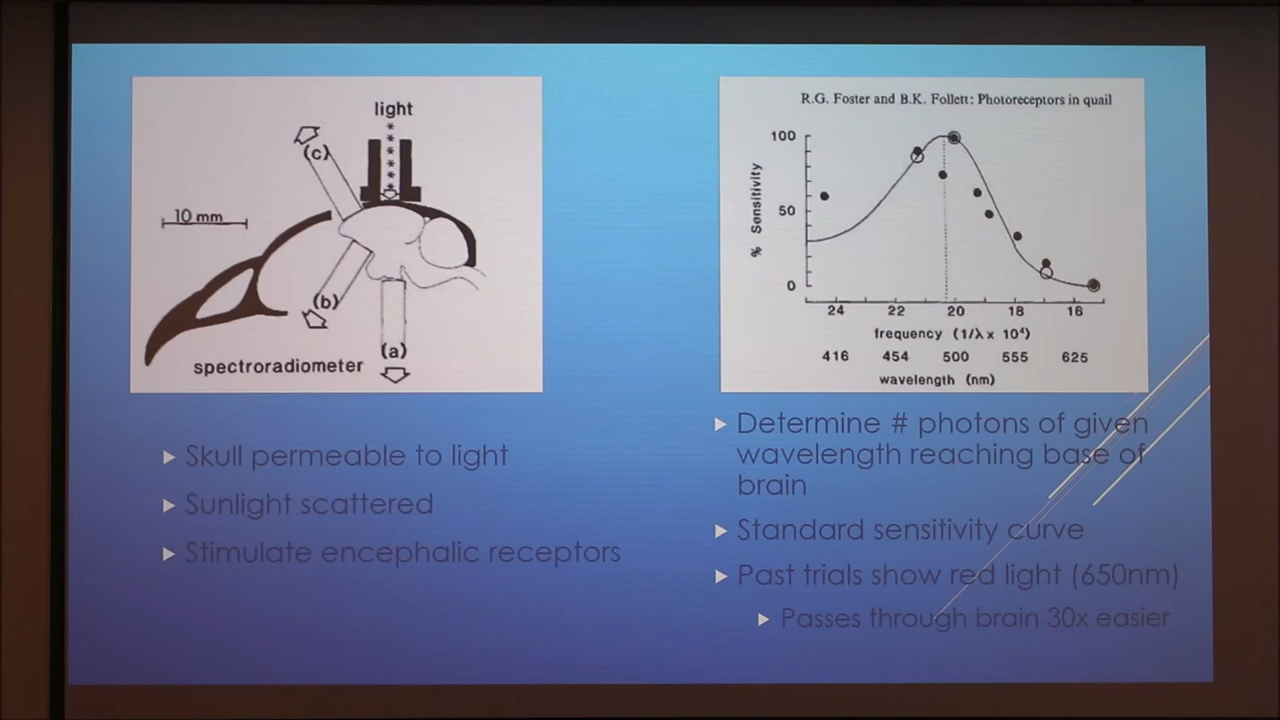 light
(c)
10 mm
(b)
(a)
spectroradiometer
Skull permeable to light
Sunlight scattered
Stimulate encephalic receptors
R.G. Foster and B.K. Follett: Photoreceptors in quail
100
50
0
% Sensitivity
24 22 20 18 16
frequency (1/λ x 10⁴)
416 454 500 555 625
wavelength (nm)
Determine # photons of given
wavelength reaching base of
brain
Standard sensitivity curve
Past trials show red light (650nm)
Passes through brain 30x easier